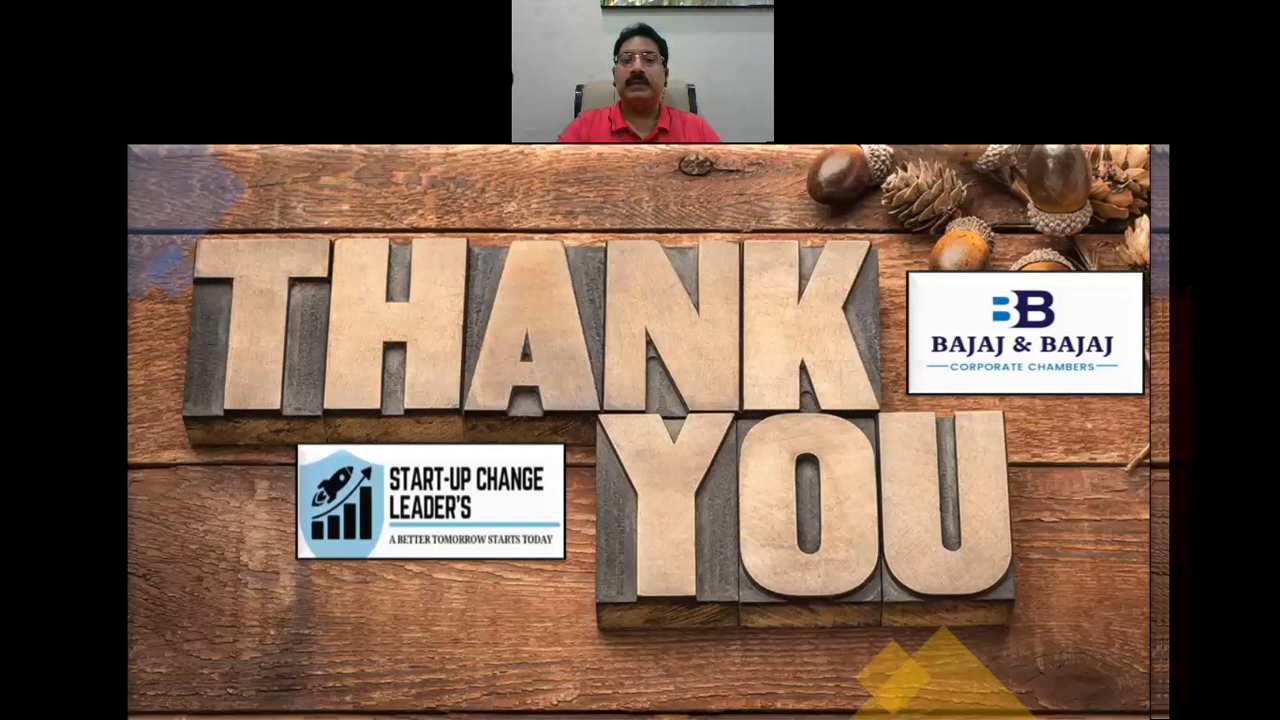 THANK
YOU
BAJAJ & BAJAJ
CORPORATE CHAMBERS
START-UP CHANGE
LEADER'S
A BETTER TOMORROW STARTS TODAY